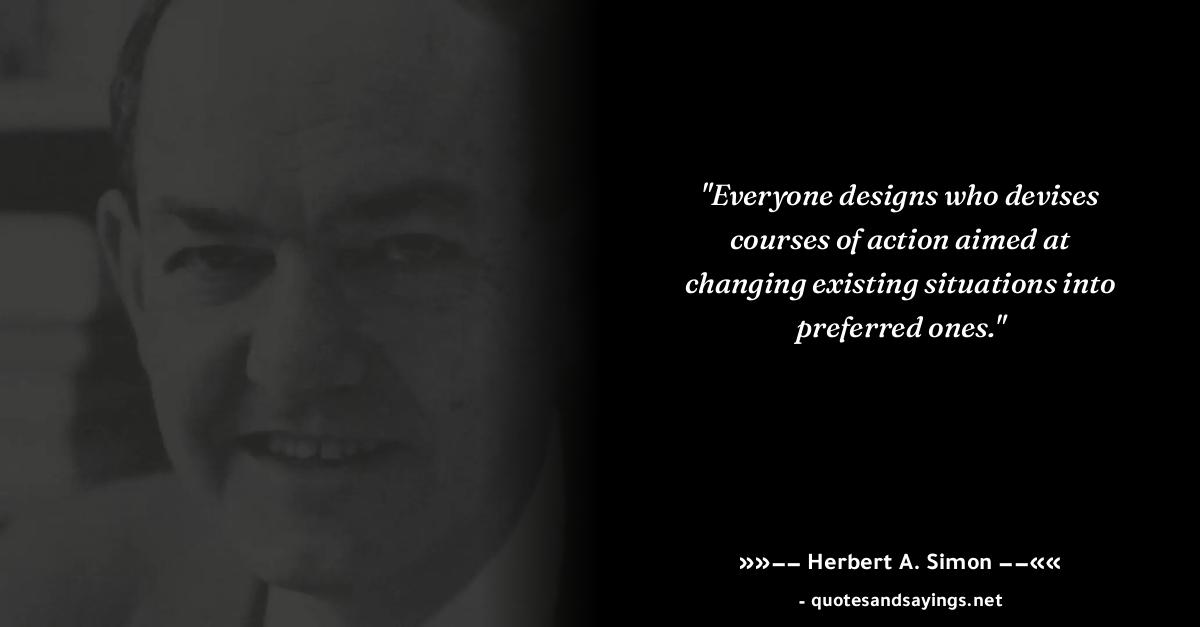 "Everyone designs who devises
courses of action aimed at
changing existing situations into
preferred ones."
»»–– Herbert A. Simon ––««
- quotesandsayings.net